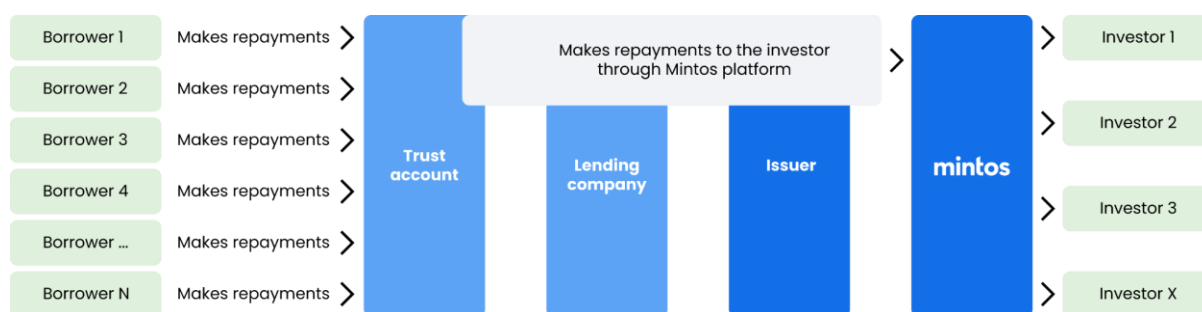 Borrower 1 Makes repayments
Borrower 2 Makes repayments
Borrower 3 Makes repayments
Borrower 4 Makes repayments
Borrower ... Makes repayments
Borrower N Makes repayments
Trust
account
Makes repayments to the investor
through Mintos platform
Lending
company
Issuer
mintos
Investor 1
Investor 2
Investor 3
Investor X